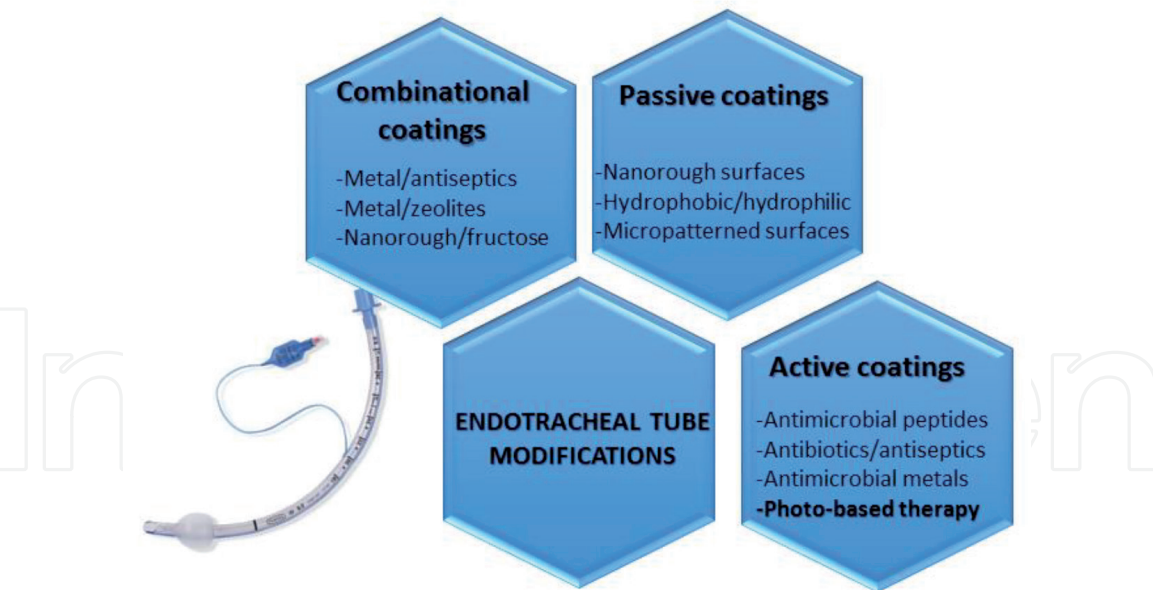 Combinational
coatings
-Metal/antiseptics
-Metal/zeolites
-Nanorough/fructose
Passive coatings
-Nanorough surfaces
-Hydrophobic/hydrophilic
-Micropatterned surfaces
ENDOTRACHEAL TUBE
MODIFICATIONS
Active coatings
-Antimicrobial peptides
-Antibiotics/antiseptics
-Antimicrobial metals
-Photo-based therapy